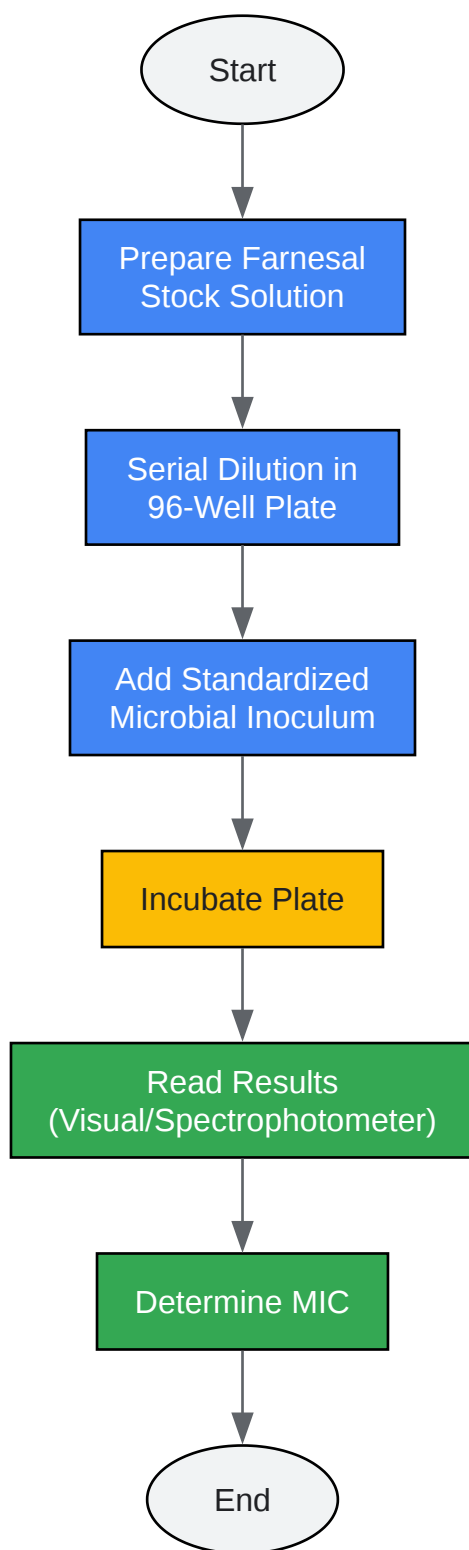 Start
Prepare Farnesal
Stock Solution
Serial Dilution in
96-Well Plate
Add Standardized
Microbial Inoculum
Incubate Plate
Read Results
(Visual/Spectrophotometer)
Determine MIC
End